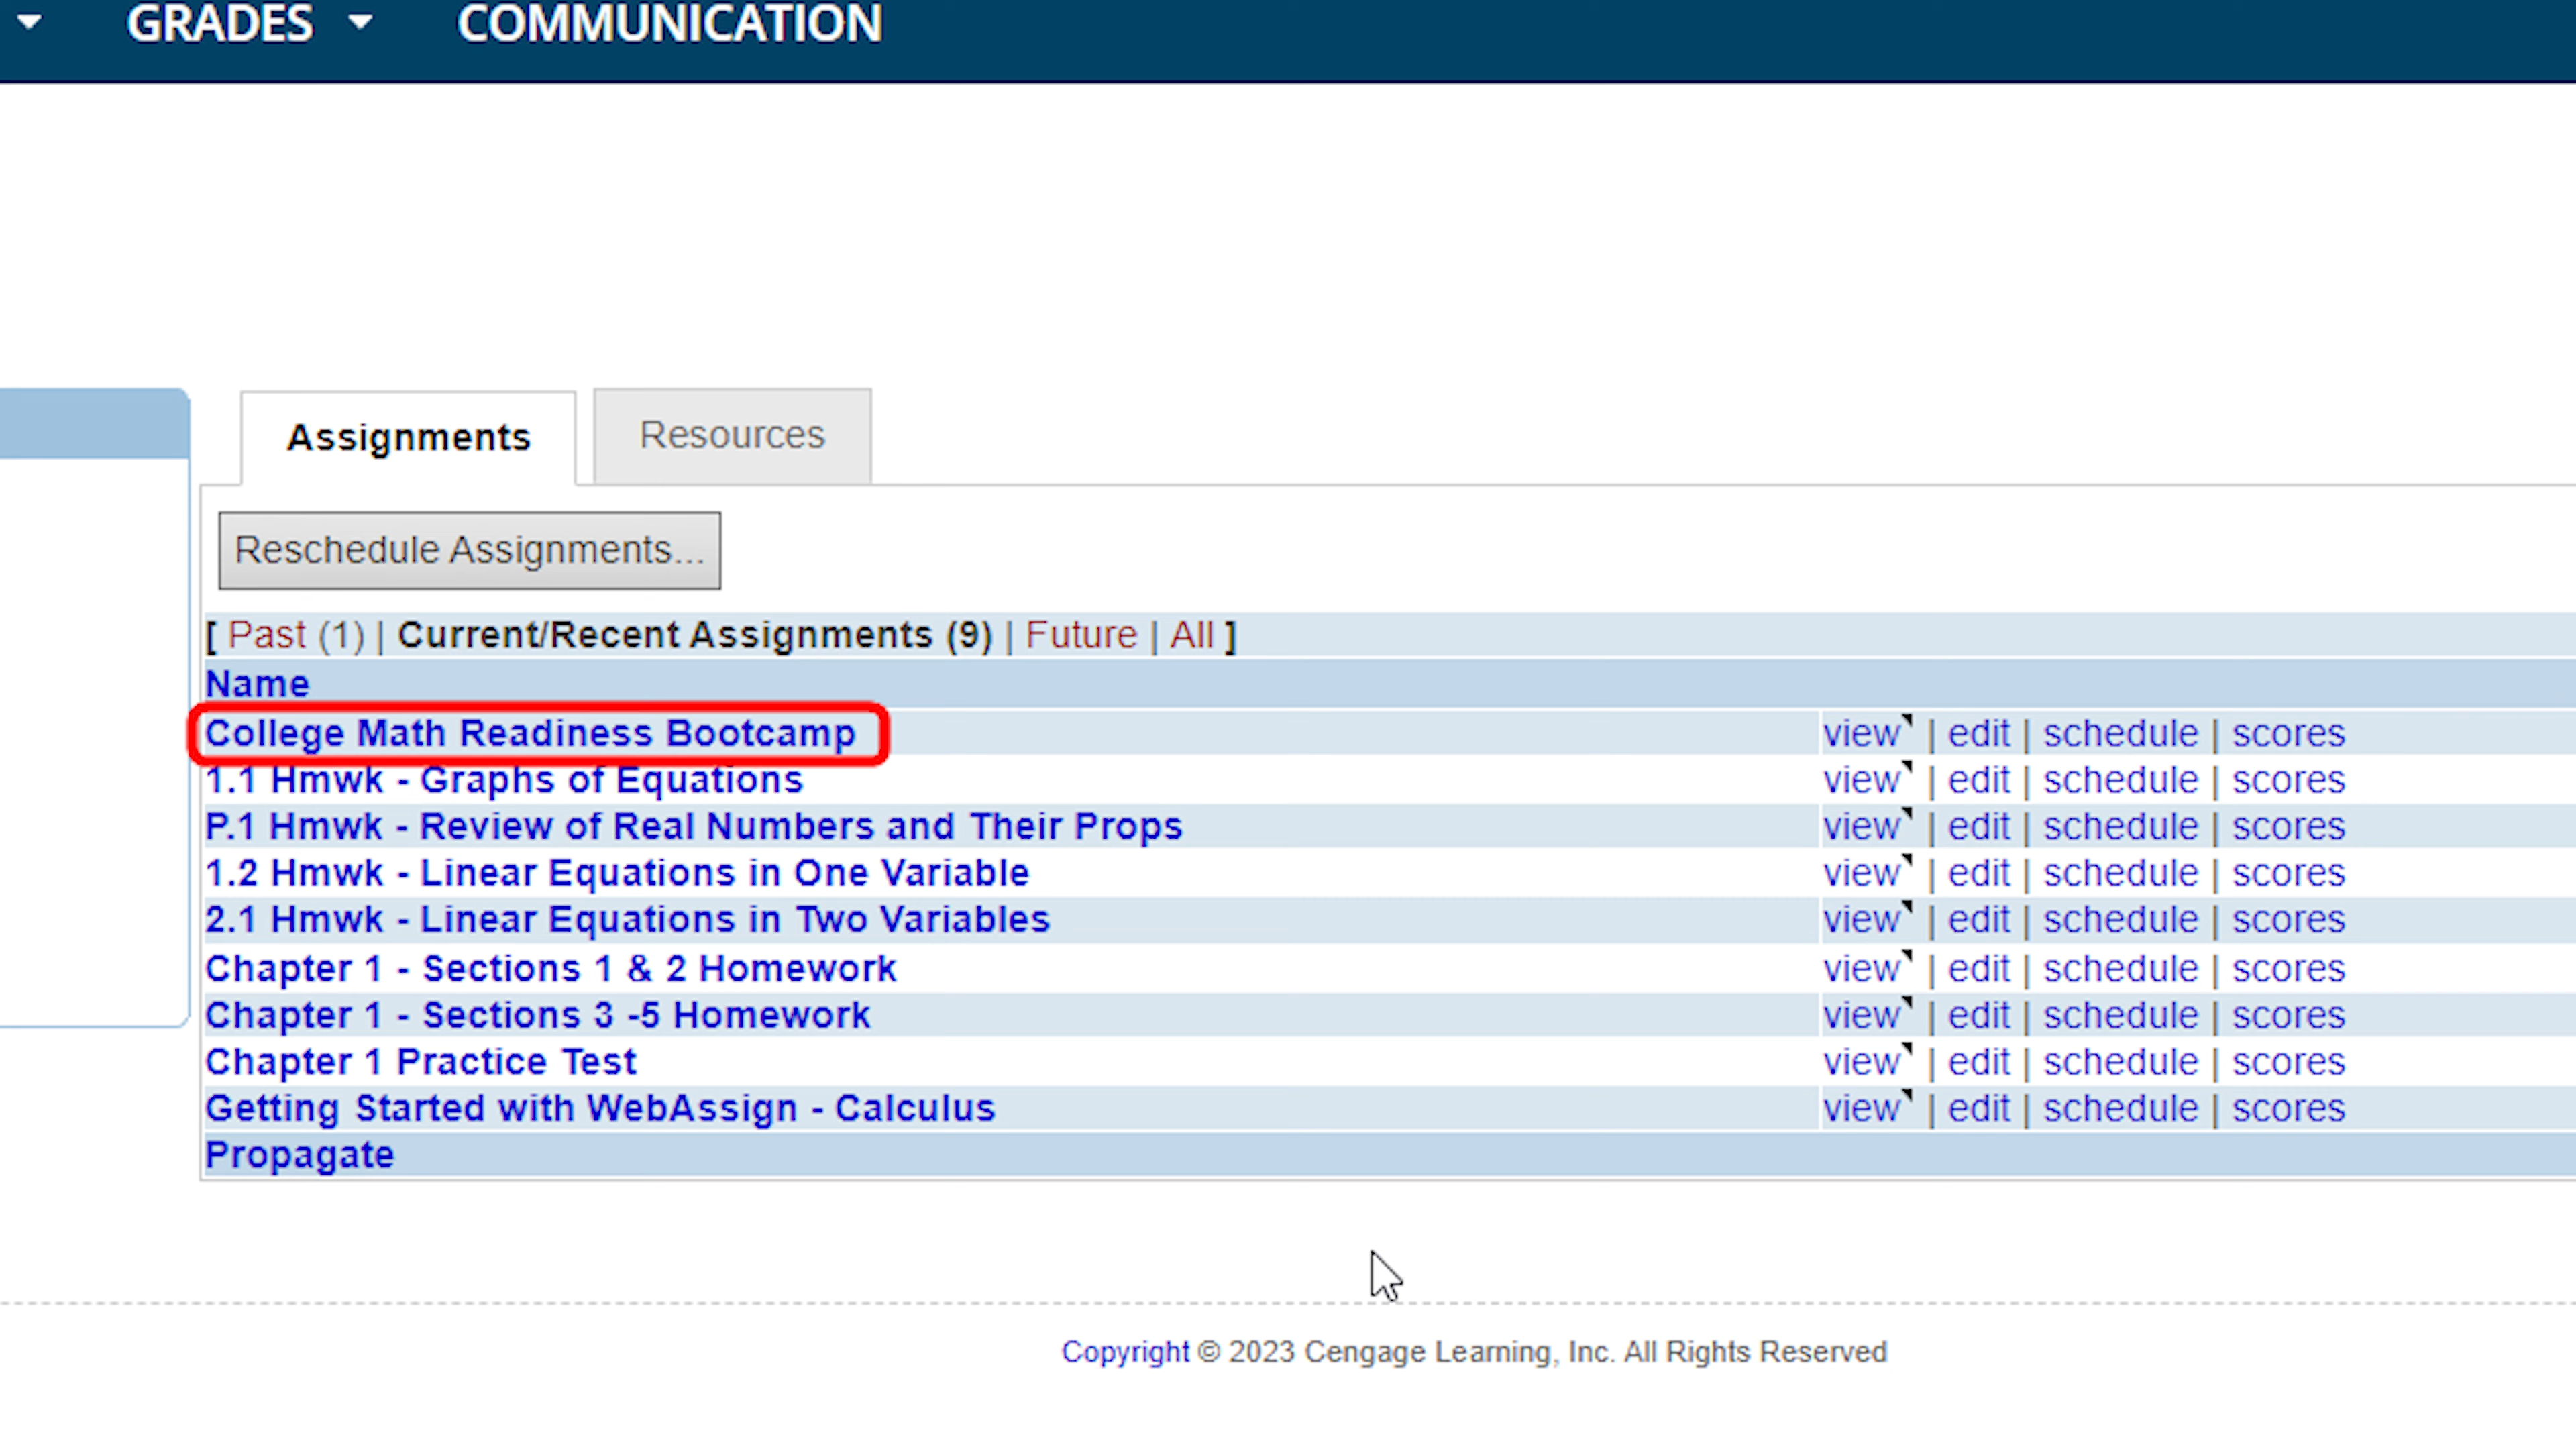 GRADES COMMUNICATION
Assignments Resources
Reschedule Assignments...
[ Past (1) | Current/Recent Assignments (9) | Future | All ]
Name
College Math Readiness Bootcamp view | edit | schedule | scores
1.1 Hmwk - Graphs of Equations view | edit | schedule | scores
P.1 Hmwk - Review of Real Numbers and Their Props view | edit | schedule | scores
1.2 Hmwk - Linear Equations in One Variable view | edit | schedule | scores
2.1 Hmwk - Linear Equations in Two Variables view | edit | schedule | scores
Chapter 1 - Sections 1 & 2 Homework view | edit | schedule | scores
Chapter 1 - Sections 3 -5 Homework view | edit | schedule | scores
Chapter 1 Practice Test view | edit | schedule | scores
Getting Started with WebAssign - Calculus view | edit | schedule | scores
Propagate
Copyright © 2023 Cengage Learning, Inc. All Rights Reserved